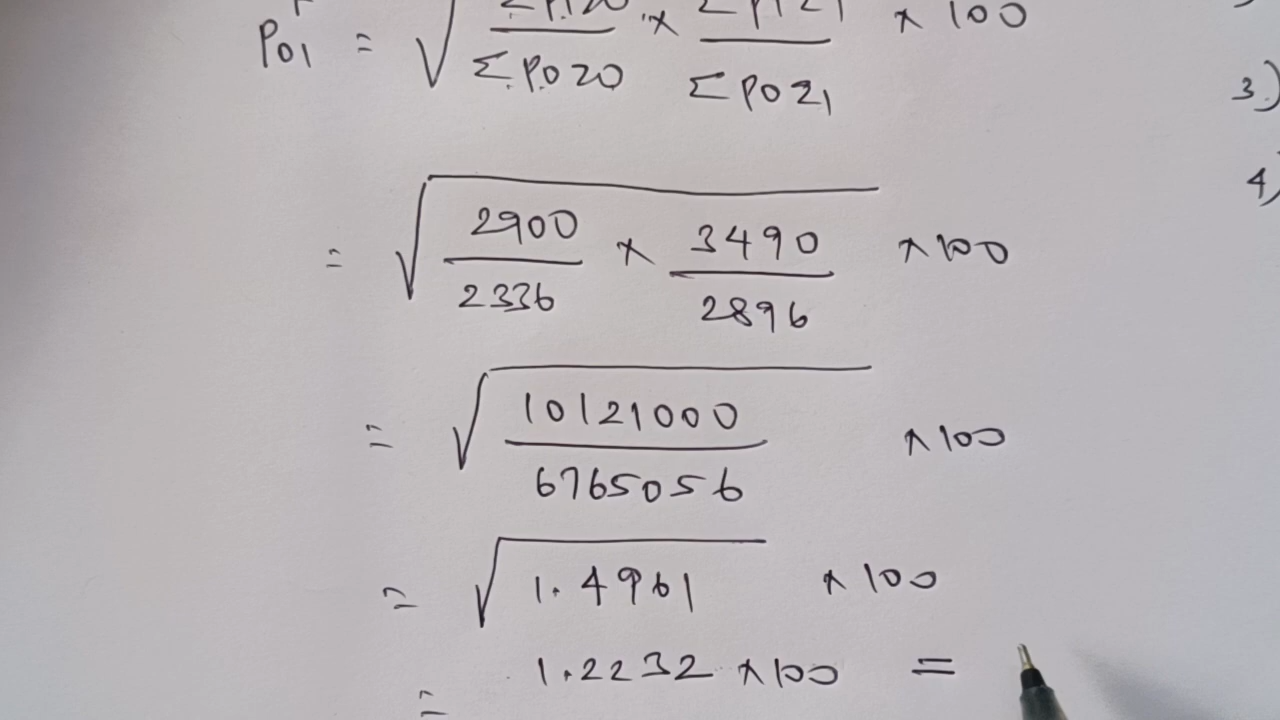 P01 = √ Σp1q0 / Σp0q0 × Σp1q1 / Σp0q1 × 100
3)
4)
= √ 2900 / 2336 × 3490 / 2896 × 100
= √ 10121000 / 6765056 × 100
= √ 1.4961 × 100
= 1.2232 × 100 =